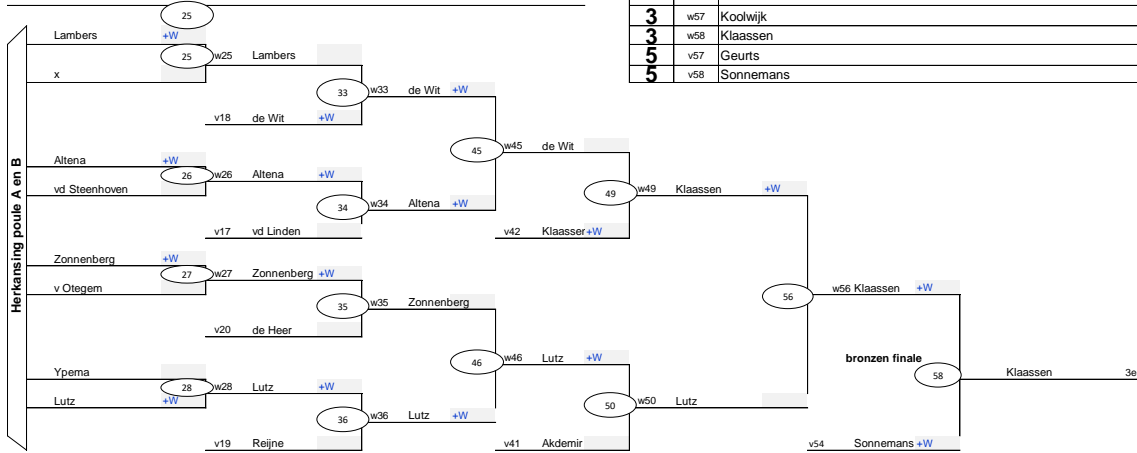 25
3 w57 Koolwijk
Lambers +W
3 w58 Klaassen
25 w25 Lambers
5 v57 Geurts
x
5 v58 Sonnemans
33 w33 de Wit +W
v18 de Wit +W
45 w45 de Wit
Altena +W
26 w26 Altena +W
vd Steenhoven
49 w49 Klaassen +W
34 w34 Altena +W
v17 vd Linden
v42 Klaasser +W
Herkansing poule A en B
Zonnenberg +W
27 w27 Zonnenberg +W
v Otegem
56 w56 Klaassen +W
35 w35 Zonnenberg
v20 de Heer
46 w46 Lutz +W
bronzen finale
Ypema
58 Klaassen 3e
28 w28 Lutz +W
Lutz +W
50 w50 Lutz
36 w36 Lutz +W
v19 Reijne
v41 Akdemir
v54 Sonnemans +W